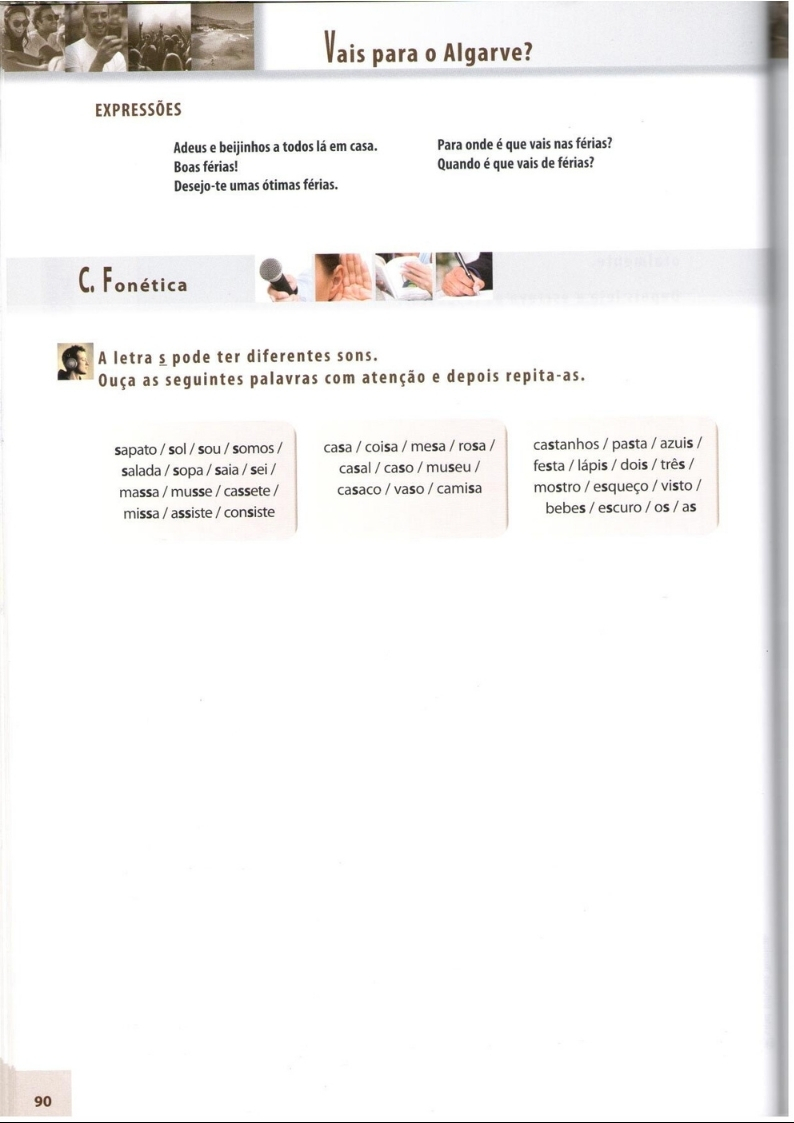 Vais para o Algarve?
EXPRESSÕES
Adeus e beijinhos a todos lá em casa.
Boas férias!
Desejo-te umas ótimas férias.
Para onde é que vais nas férias?
Quando é que vais de férias?
C. Fonética
A letra s pode ter diferentes sons.
Ouça as seguintes palavras com atenção e depois repita-as.
sapato / sol / sou / somos /
salada / sopa / saia / sei /
massa / musse / cassete /
missa / assiste / consiste
casa / coisa / mesa / rosa /
casal / caso / museu /
casaco / vaso / camisa
castanhos / pasta / azuis /
festa / lápis / dois / três /
mostro / esqueço / visto /
bebes / escuro / os / as
90